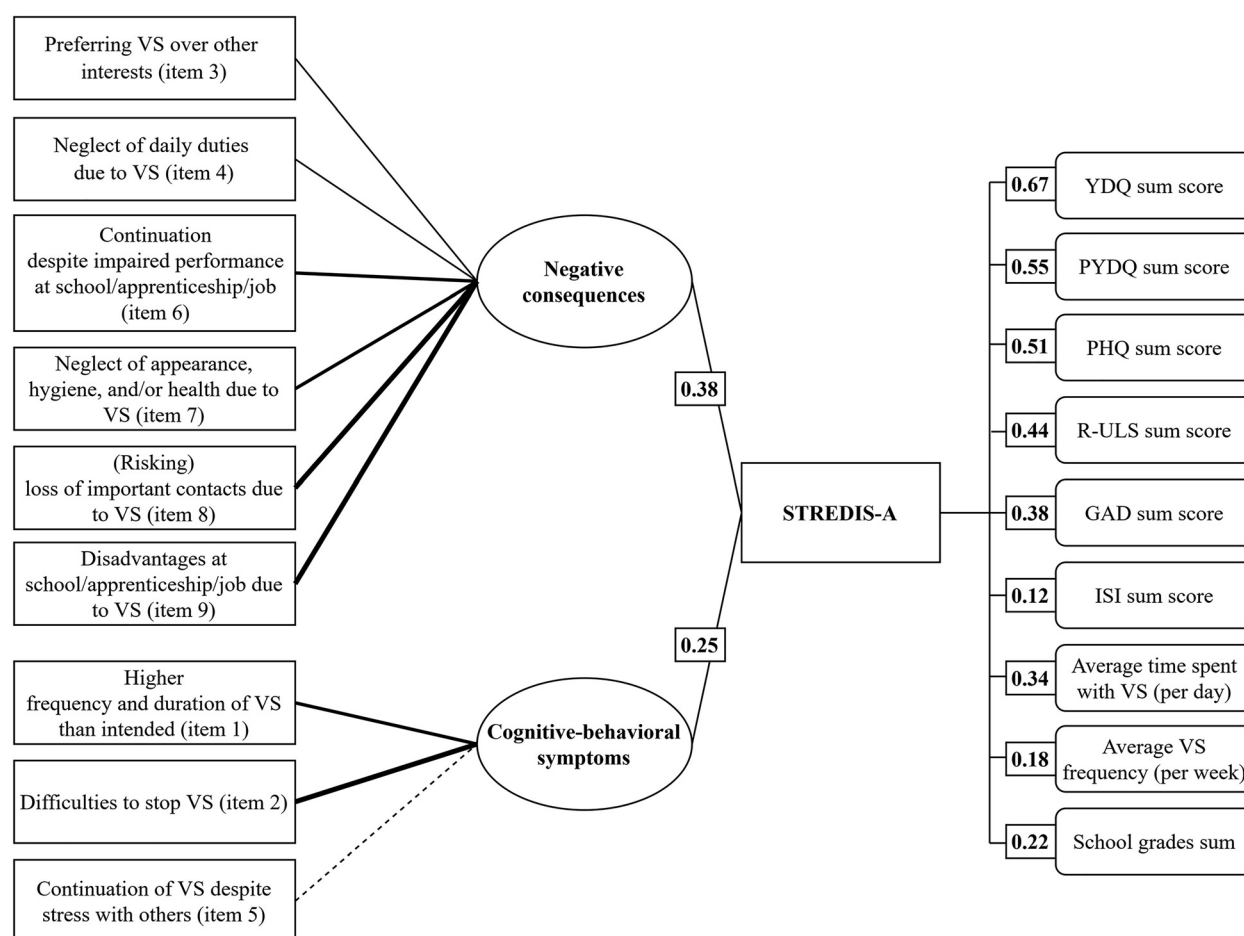 Preferring VS over other
interests (item 3)
Neglect of daily duties
due to VS (item 4)
Continuation
despite impaired performance
at school/apprenticeship/job
(item 6)
Neglect of appearance,
hygiene, and/or health due to
VS (item 7)
(Risking)
loss of important contacts due
to VS (item 8)
Disadvantages at
school/apprenticeship/job due
to VS (item 9)
Higher
frequency and duration of VS
than intended (item 1)
Difficulties to stop VS (item 2)
Continuation of VS despite
stress with others (item 5)
Negative
consequences
Cognitive-behavioral
symptoms
0.38
0.25
STREDIS-A
0.67 YDQ sum score
0.55 PYDQ sum score
0.51 PHQ sum score
0.44 R-ULS sum score
0.38 GAD sum score
0.12 ISI sum score
0.34 Average time spent
with VS (per day)
0.18 Average VS
frequency (per week)
0.22 School grades sum